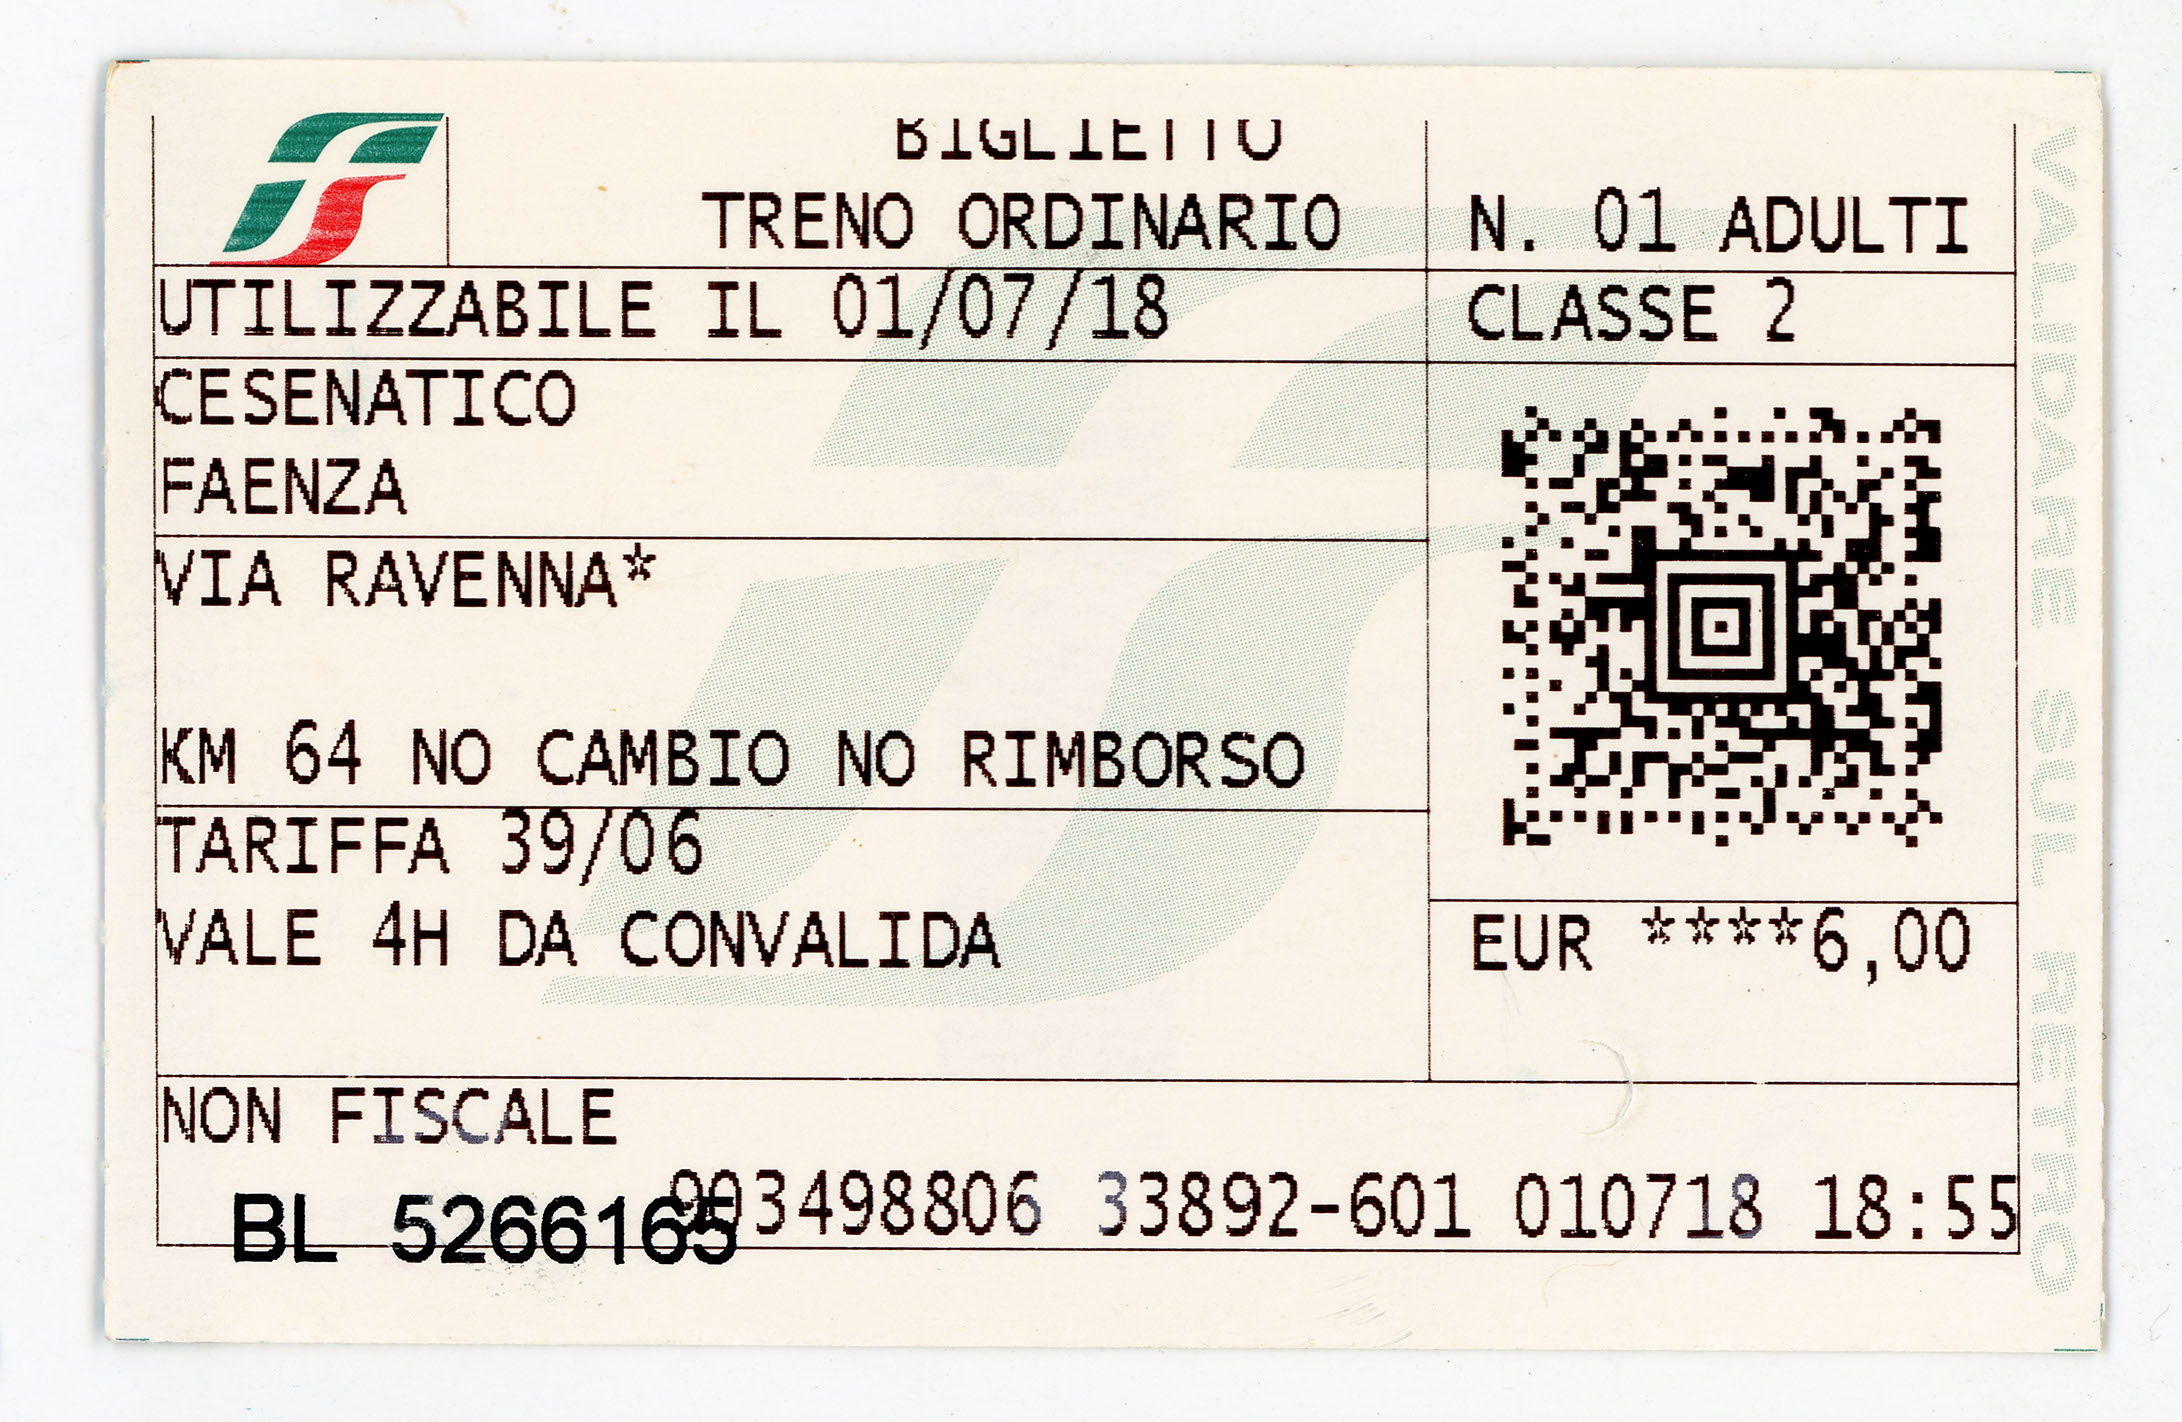 BIGLIETTO
TRENO ORDINARIO
N. 01 ADULTI
UTILIZZABILE IL 01/07/18
CLASSE 2
CESENATICO
FAENZA
VIA RAVENNA*
KM 64 NO CAMBIO NO RIMBORSO
TARIFFA 39/06
VALE 4H DA CONVALIDA
EUR ****6,00
NON FISCALE
903498806 33892-601 010718 18:55
BL 5266165
VALIDARE SUL RETRO